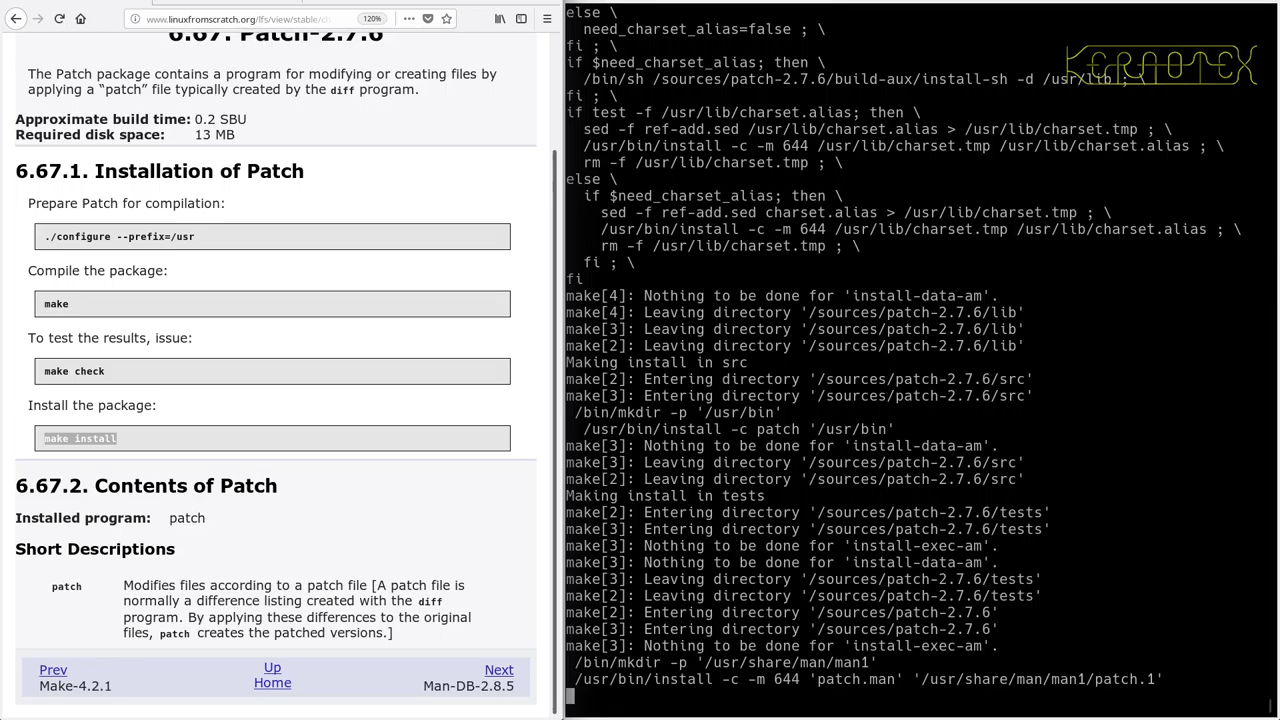 www.linuxfromscratch.org/lfs/view/stable/ch
120%
6.67. Patch-2.7.6
The Patch package contains a program for modifying or creating files by
applying a “patch” file typically created by the diff program.
Approximate build time: 0.2 SBU
Required disk space: 13 MB
6.67.1. Installation of Patch
Prepare Patch for compilation:
./configure --prefix=/usr
Compile the package:
make
To test the results, issue:
make check
Install the package:
make install
6.67.2. Contents of Patch
Installed program: patch
Short Descriptions
patch Modifies files according to a patch file [A patch file is
normally a difference listing created with the diff
program. By applying these differences to the original
files, patch creates the patched versions.]
Prev Up Next
Make-4.2.1 Home Man-DB-2.8.5
else \
need_charset_alias=false ; \
fi ; \
if $need_charset_alias; then \
/bin/sh /sources/patch-2.7.6/build-aux/install-sh -d /usr/lib ; \
fi ; \
if test -f /usr/lib/charset.alias; then \
sed -f ref-add.sed /usr/lib/charset.alias > /usr/lib/charset.tmp ; \
/usr/bin/install -c -m 644 /usr/lib/charset.tmp /usr/lib/charset.alias ; \
rm -f /usr/lib/charset.tmp ; \
else \
if $need_charset_alias; then \
sed -f ref-add.sed charset.alias > /usr/lib/charset.tmp ; \
/usr/bin/install -c -m 644 /usr/lib/charset.tmp /usr/lib/charset.alias ; \
rm -f /usr/lib/charset.tmp ; \
fi ; \
fi
make[4]: Nothing to be done for 'install-data-am'.
make[4]: Leaving directory '/sources/patch-2.7.6/lib'
make[3]: Leaving directory '/sources/patch-2.7.6/lib'
make[2]: Leaving directory '/sources/patch-2.7.6/lib'
Making install in src
make[2]: Entering directory '/sources/patch-2.7.6/src'
make[3]: Entering directory '/sources/patch-2.7.6/src'
/bin/mkdir -p '/usr/bin'
/usr/bin/install -c patch '/usr/bin'
make[3]: Nothing to be done for 'install-data-am'.
make[3]: Leaving directory '/sources/patch-2.7.6/src'
make[2]: Leaving directory '/sources/patch-2.7.6/src'
Making install in tests
make[2]: Entering directory '/sources/patch-2.7.6/tests'
make[3]: Entering directory '/sources/patch-2.7.6/tests'
make[3]: Nothing to be done for 'install-exec-am'.
make[3]: Nothing to be done for 'install-data-am'.
make[3]: Leaving directory '/sources/patch-2.7.6/tests'
make[2]: Leaving directory '/sources/patch-2.7.6/tests'
make[2]: Entering directory '/sources/patch-2.7.6'
make[3]: Entering directory '/sources/patch-2.7.6'
make[3]: Nothing to be done for 'install-exec-am'.
/bin/mkdir -p '/usr/share/man/man1'
/usr/bin/install -c -m 644 'patch.man' '/usr/share/man/man1/patch.1'